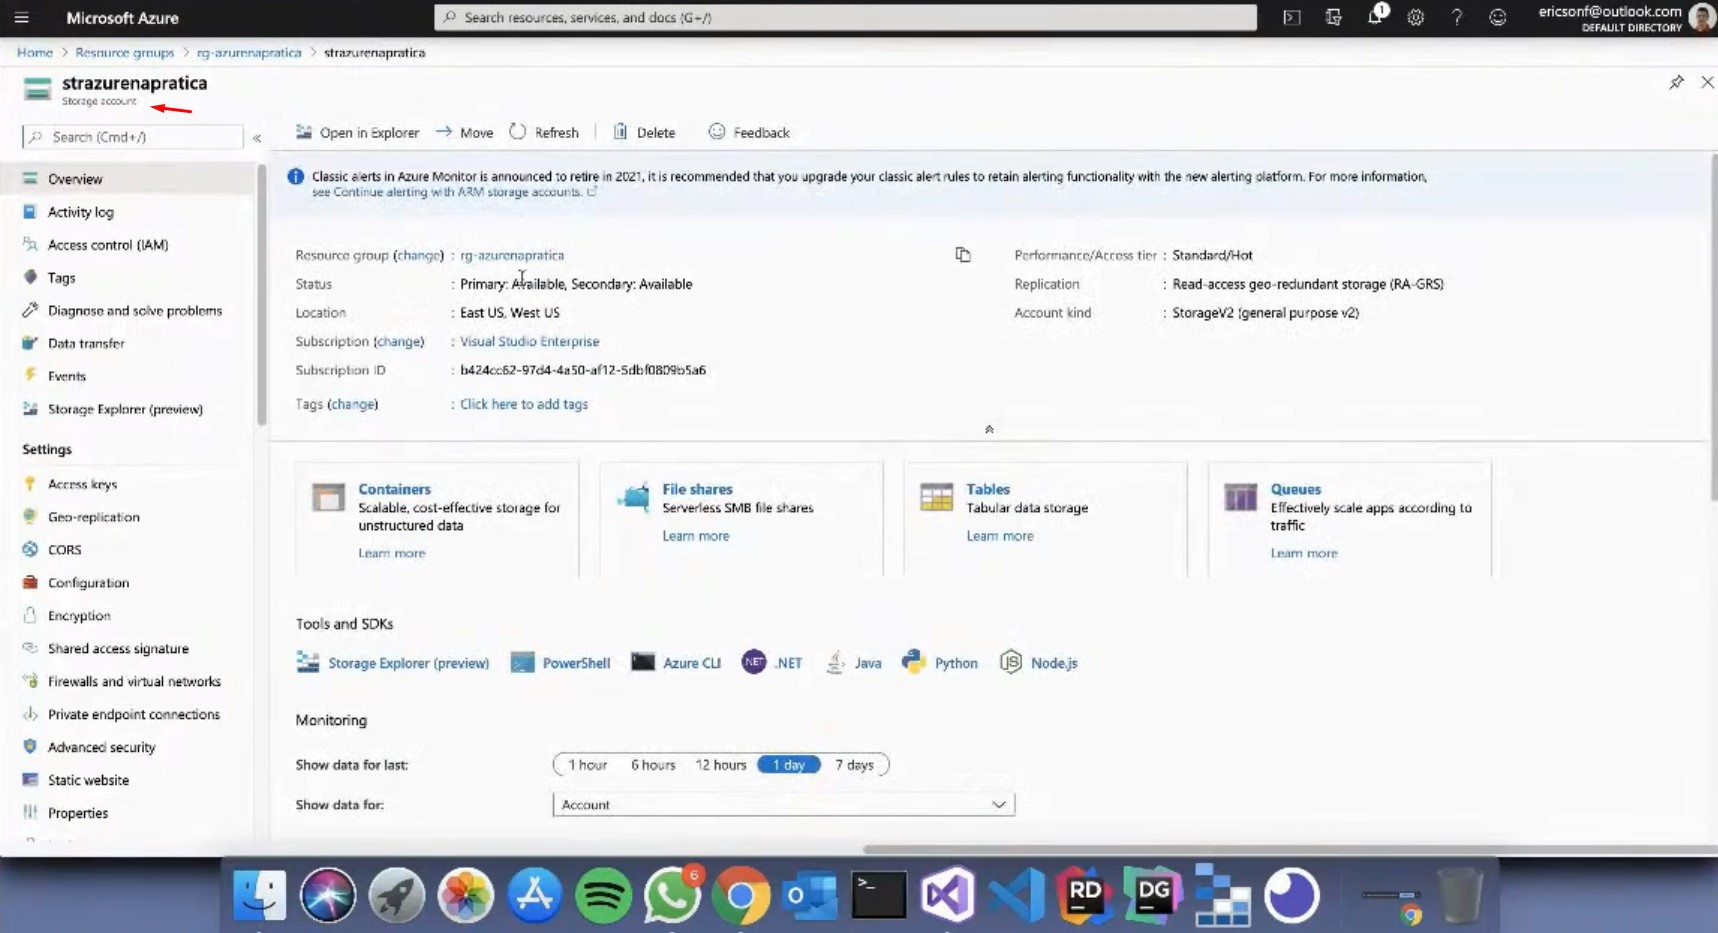 Microsoft Azure
Search resources, services, and docs (G+/)
1
ericsonf@outlook.com
DEFAULT DIRECTORY
Home > Resource groups > rg-azurenapratica > strazurenapratica
strazurenapratica
Storage account
Search (Cmd+/)
«
Open in Explorer
Move
Refresh
Delete
Feedback
Overview
Activity log
Access control (IAM)
Tags
Diagnose and solve problems
Data transfer
Events
Storage Explorer (preview)
Settings
Access keys
Geo-replication
CORS
Configuration
Encryption
Shared access signature
Firewalls and virtual networks
Private endpoint connections
Advanced security
Static website
Properties
Classic alerts in Azure Monitor is announced to retire in 2021, it is recommended that you upgrade your classic alert rules to retain alerting functionality with the new alerting platform. For more information,
see Continue alerting with ARM storage accounts.
Resource group (change) : rg-azurenapratica
Status : Primary: Available, Secondary: Available
Location : East US, West US
Subscription (change) : Visual Studio Enterprise
Subscription ID : b424cc62-97d4-4a50-af12-5dbf0809b5a6
Tags (change) : Click here to add tags
Performance/Access tier : Standard/Hot
Replication : Read-access geo-redundant storage (RA-GRS)
Account kind : StorageV2 (general purpose v2)
Containers
Scalable, cost-effective storage for
unstructured data
Learn more
File shares
Serverless SMB file shares
Learn more
Tables
Tabular data storage
Learn more
Queues
Effectively scale apps according to
traffic
Learn more
Tools and SDKs
Storage Explorer (preview)
PowerShell
Azure CLI
NET .NET
Java
Python
JS Node.js
Monitoring
Show data for last:
1 hour
6 hours
12 hours
1 day
7 days
Show data for:
Account
6
RD
DG